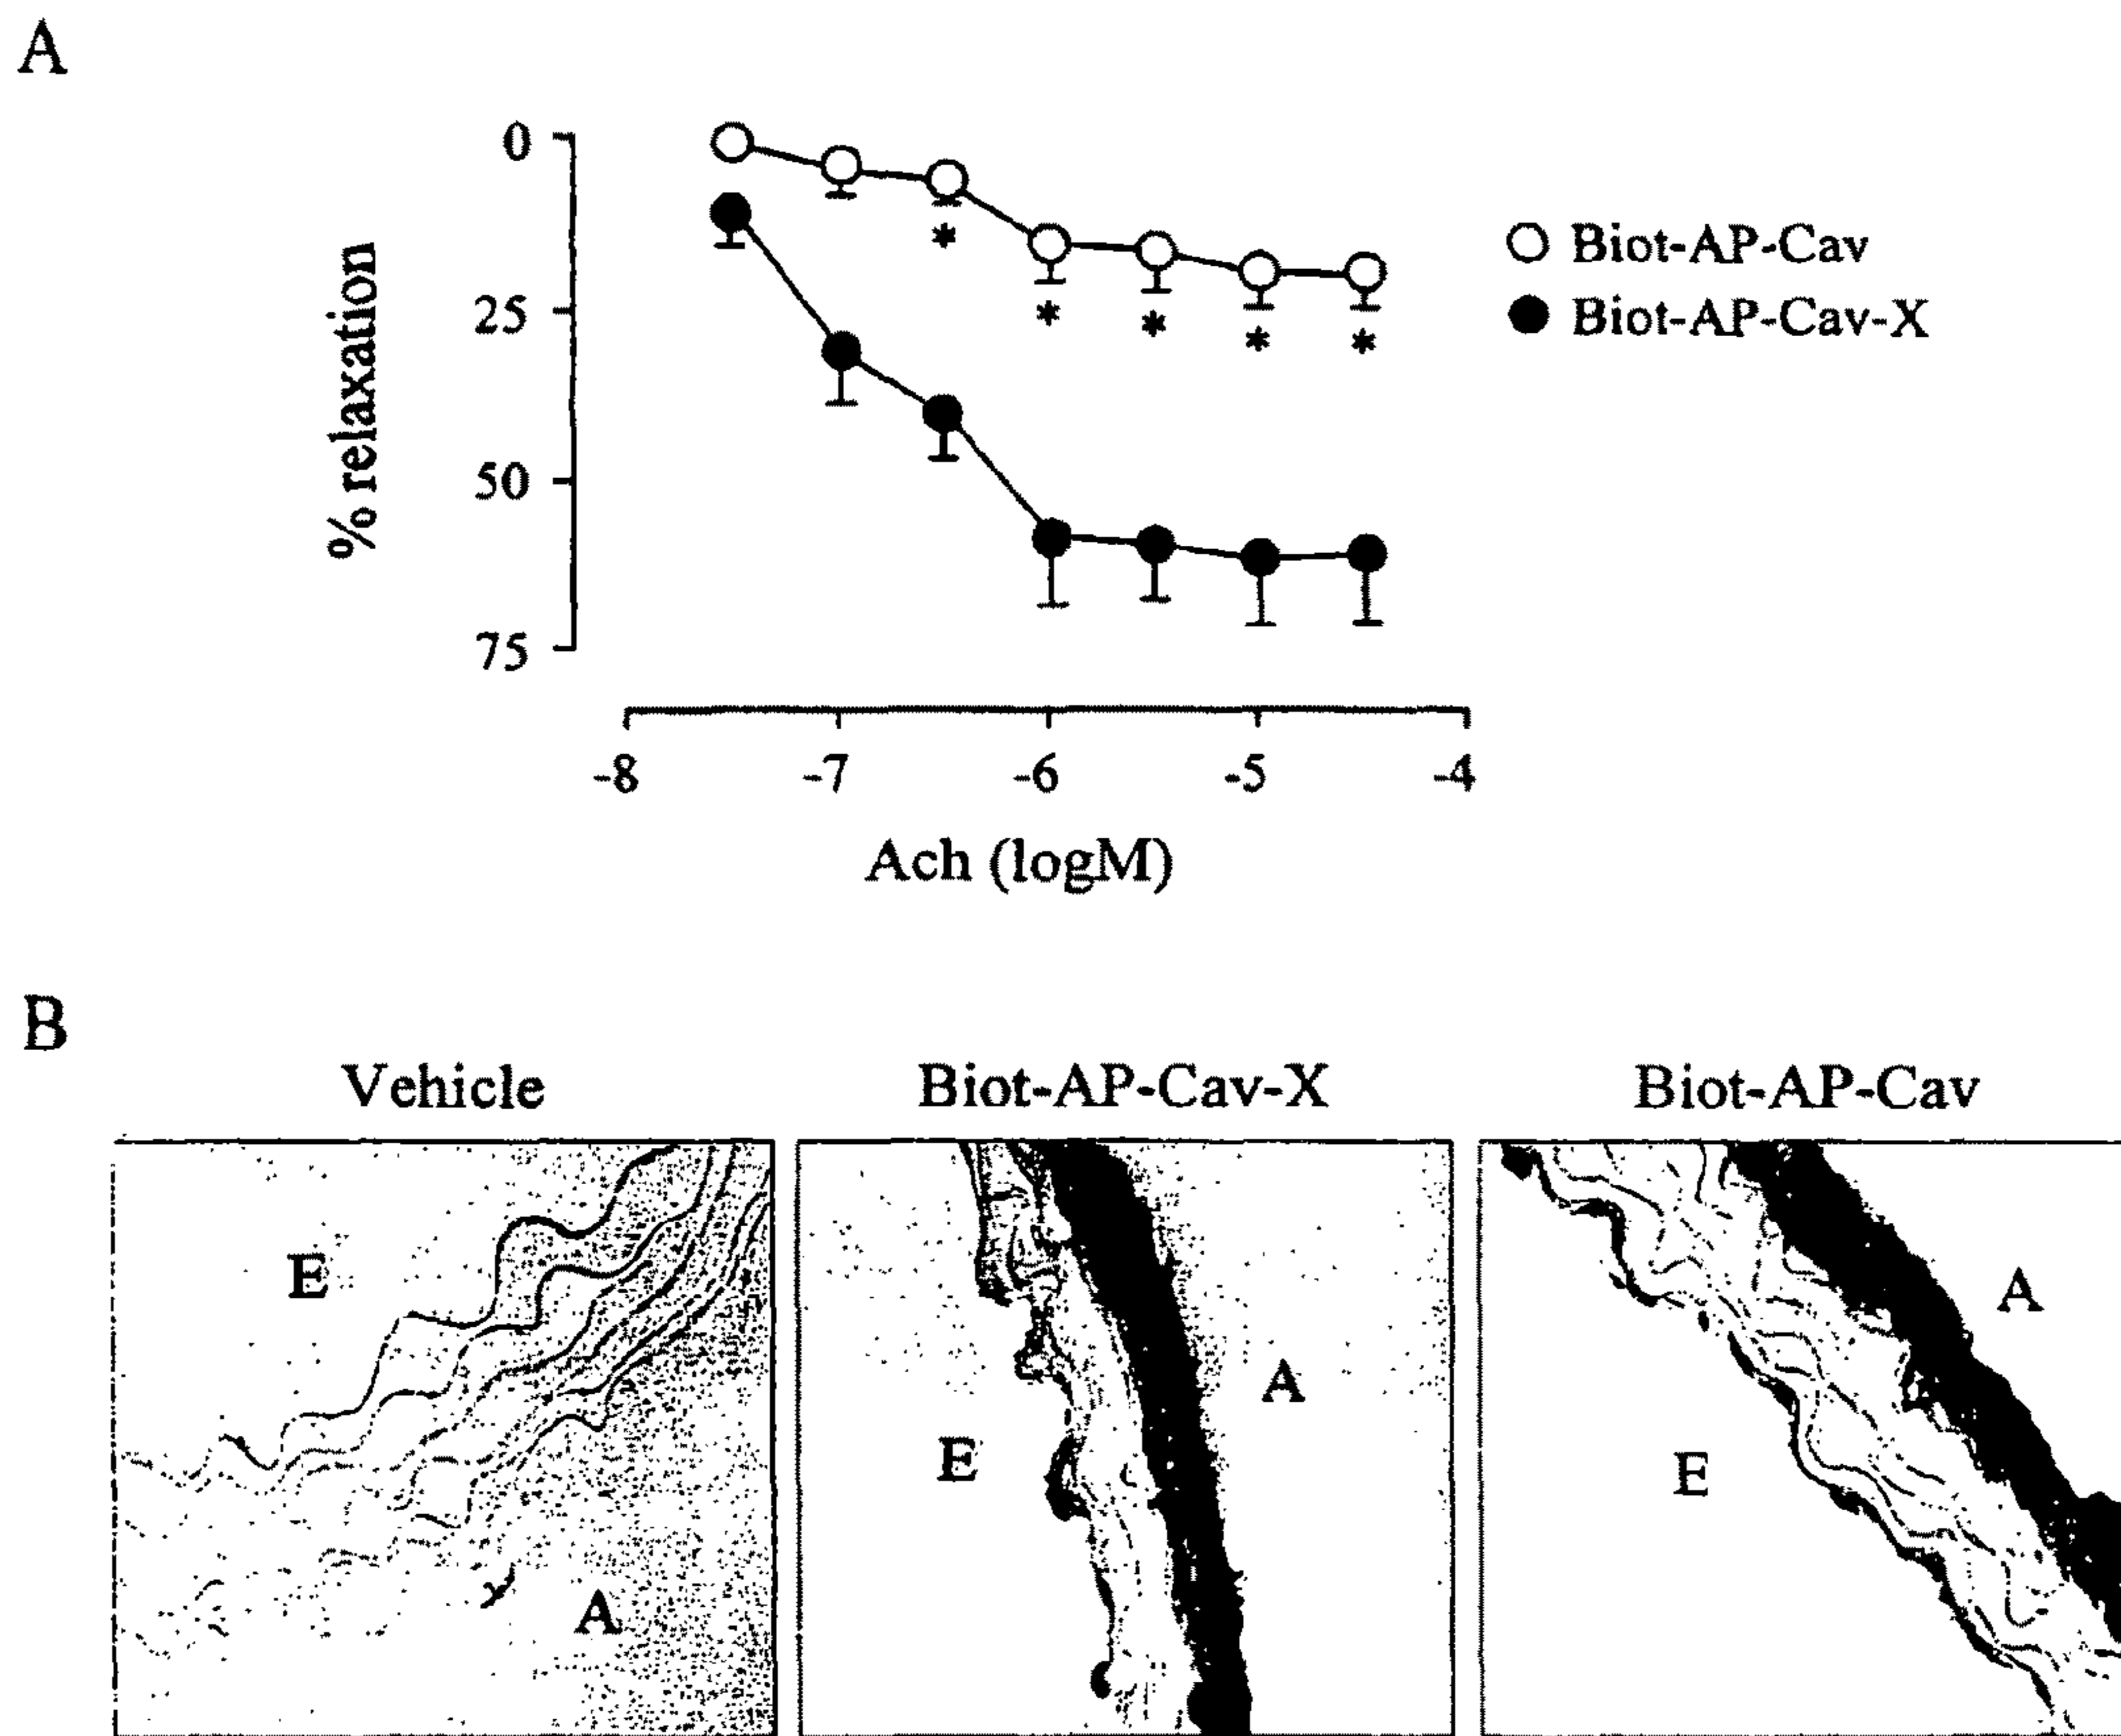 A
0
25
50
75
% relaxation
*
*
*
*
*
Biot-AP-Cav
Biot-AP-Cav-X
-8 -7 -6 -5 -4
Ach (logM)
B
Vehicle Biot-AP-Cav-X Biot-AP-Cav
E
A
E
A
E
A